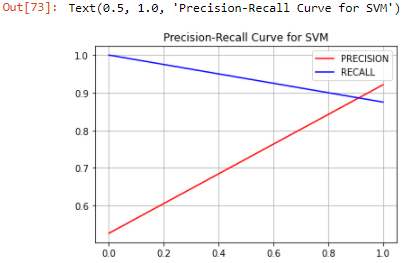 Out[73]: Text(0.5, 1.0, 'Precision-Recall Curve for SVM')
Precision-Recall Curve for SVM
PRECISION
RECALL
1.0
0.9
0.8
0.7
0.6
0.0 0.2 0.4 0.6 0.8 1.0